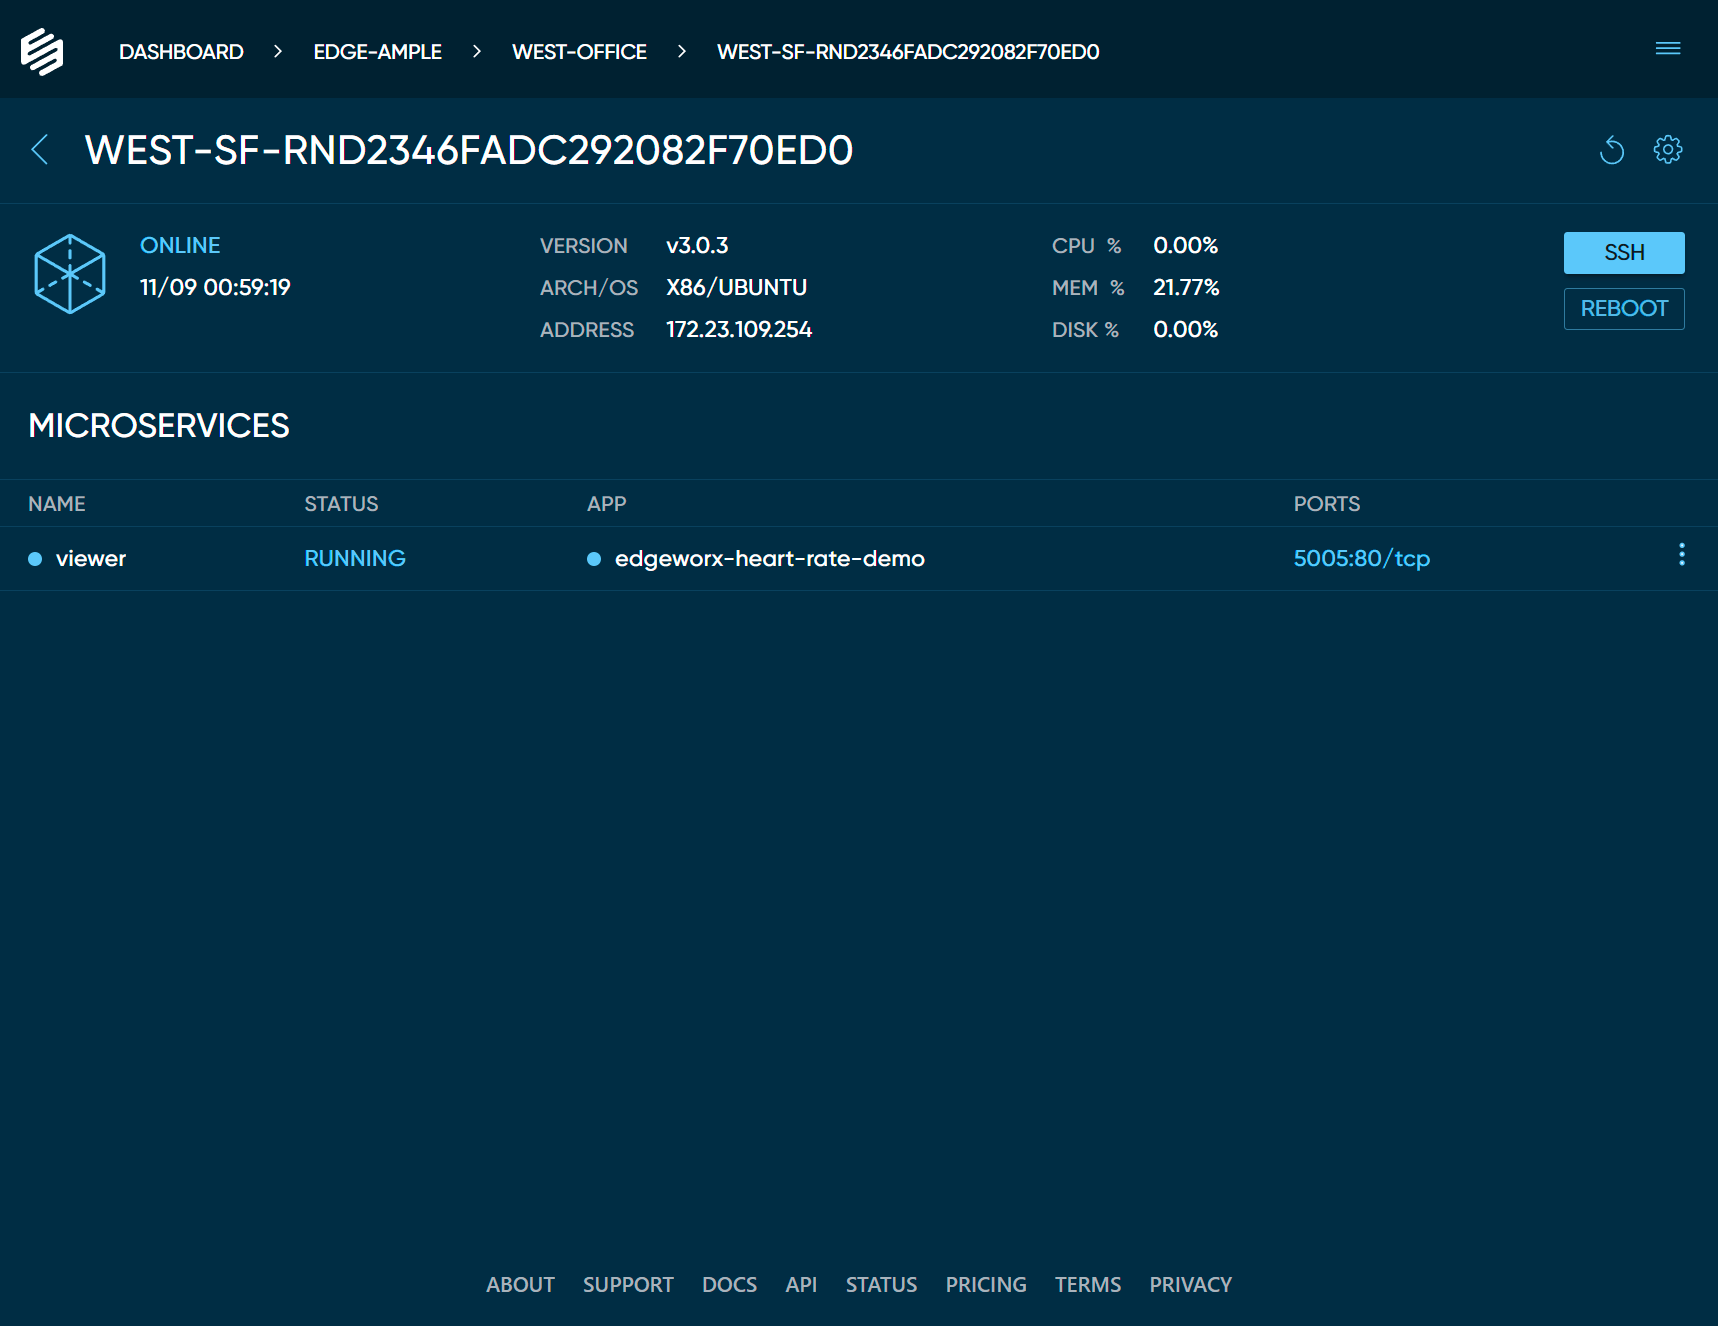 DASHBOARD > EDGE-AMPLE > WEST-OFFICE > WEST-SF-RND2346FADC292082F70ED0
WEST-SF-RND2346FADC292082F70ED0
ONLINE VERSION v3.0.3 CPU % 0.00% SSH
11/09 00:59:19 ARCH/OS X86/UBUNTU MEM % 21.77%
REBOOT
ADDRESS 172.23.109.254 DISK % 0.00%
MICROSERVICES
NAME STATUS APP PORTS
viewer RUNNING edgeworx-heart-rate-demo 5005:80/tcp
ABOUT SUPPORT DOCS API STATUS PRICING TERMS PRIVACY